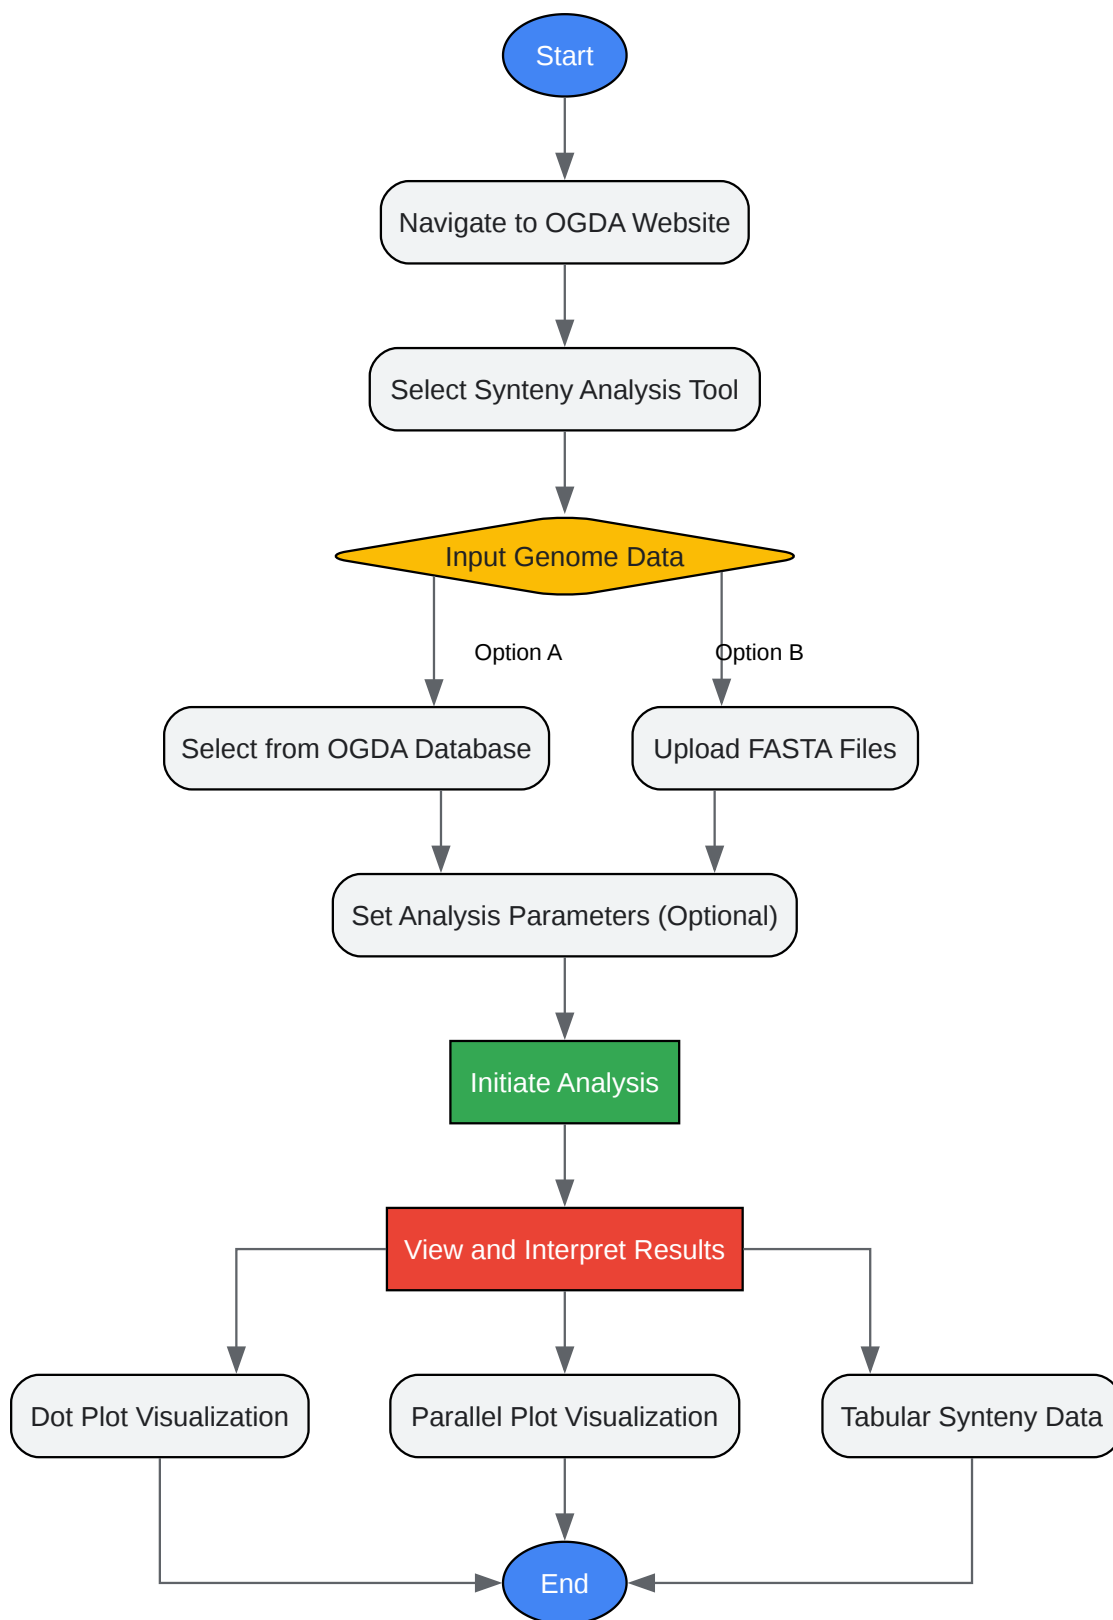 Start
Navigate to OGDA Website
Select Synteny Analysis Tool
Input Genome Data
Option A
Option B
Select from OGDA Database
Upload FASTA Files
Set Analysis Parameters (Optional)
Initiate Analysis
View and Interpret Results
Dot Plot Visualization
Parallel Plot Visualization
Tabular Synteny Data
End